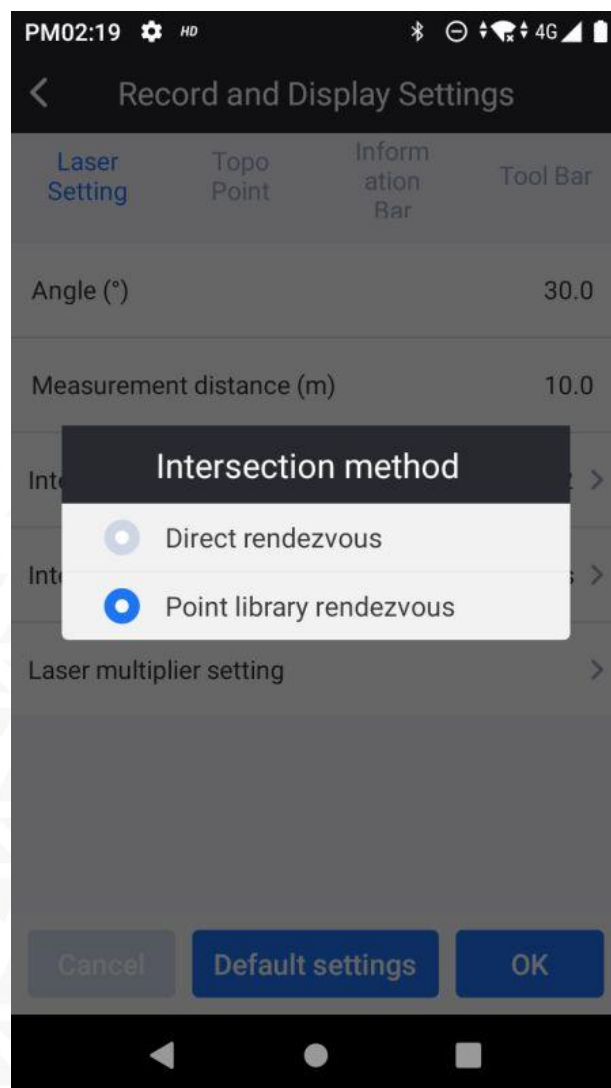 PM02:19 HD 4G
Record and Display Settings
Laser
Setting
Topo
Point
Inform
ation
Bar
Tool Bar
Angle (°) 30.0
Measurement distance (m) 10.0
Intersection method
Direct rendezvous
Point library rendezvous
Laser multiplier setting
Cancel
Default settings
OK